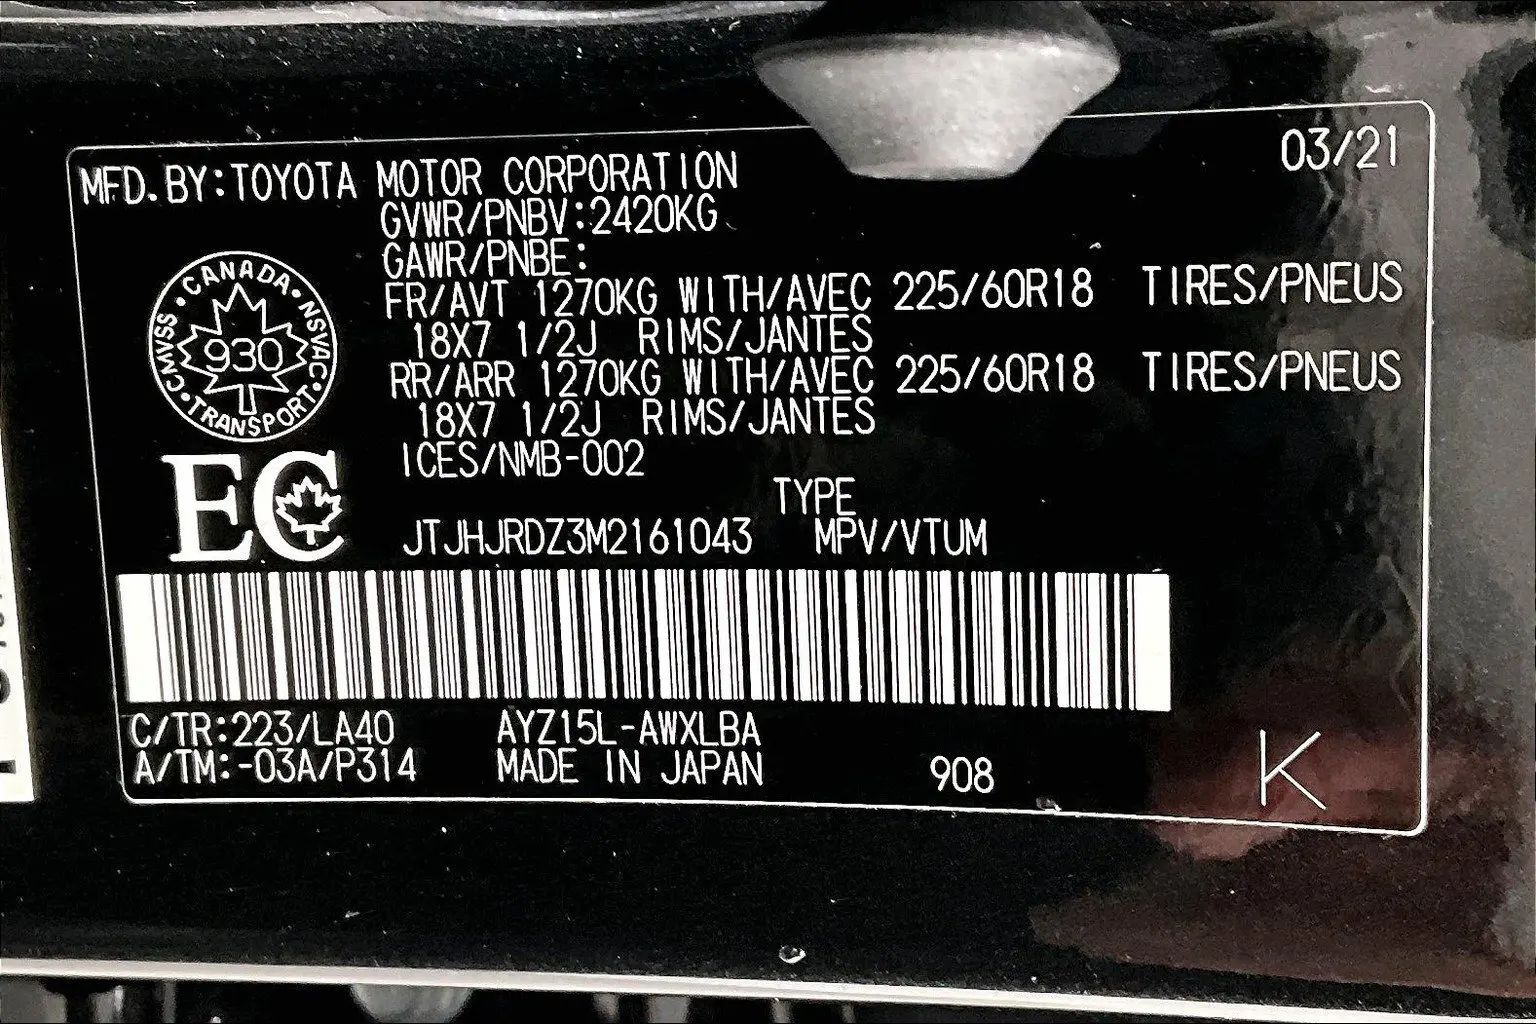 03/21
MFD. BY:TOYOTA MOTOR CORPORATION
GVWR/PNBV:2420KG
GAWR/PNBE:
FR/AVT 1270KG WITH/AVEC 225/60R18 TIRES/PNEUS
18X7 1/2J RIMS/JANTES
RR/ARR 1270KG WITH/AVEC 225/60R18 TIRES/PNEUS
18X7 1/2J RIMS/JANTES
ICES/NMB-002
CANADA • NSVAC • TRANSPORT • CMVSS •
930
EC
TYPE
JTJHJRDZ3M2161043 MPV/VTUM
C/TR:223/LA40 AYZ15L-AWXLBA
A/TM:-03A/P314 MADE IN JAPAN 908
K